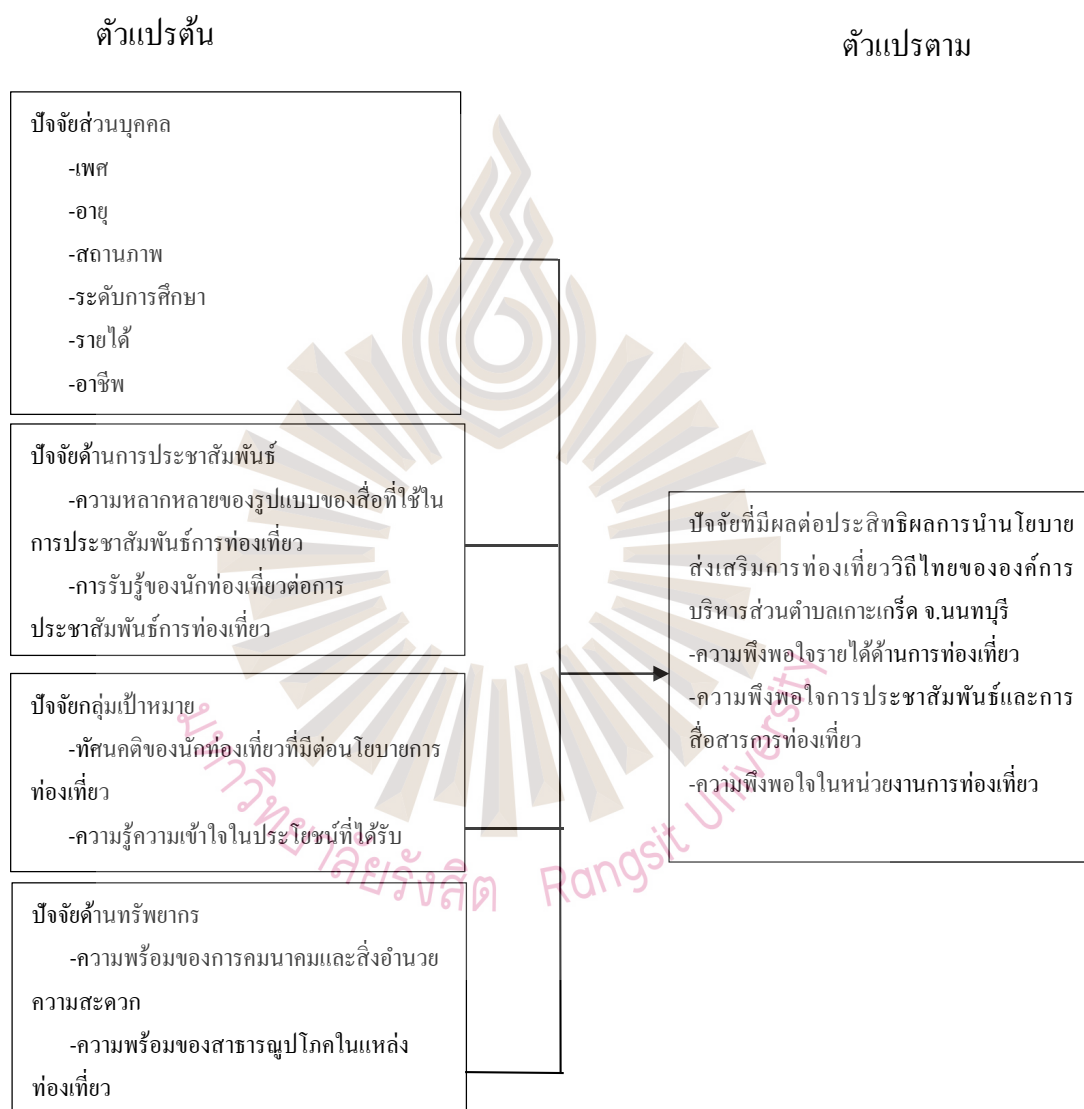 ตัวแปรต้น
ตัวแปรตาม
ปัจจัยส่วนบุคคล
-เพศ
-อายุ
-สถานภาพ
-ระดับการศึกษา
-รายได้
-อาชีพ
ปัจจัยด้านการประชาสัมพันธ์
-ความหลากหลายของรูปแบบของสื่อที่ใช้ใน
การประชาสัมพันธ์การท่องเที่ยว
-การรับรู้ของนักท่องเที่ยวต่อการ
ประชาสัมพันธ์การท่องเที่ยว
ปัจจัยกลุ่มเป้าหมาย
-ทัศนคติของนักท่องเที่ยวที่มีต่อนโยบายการ
ท่องเที่ยว
-ความรู้ความเข้าใจในประโยชน์ที่ได้รับ
ปัจจัยด้านทรัพยากร
-ความพร้อมของการคมนาคมและสิ่งอำนวย
ความสะดวก
-ความพร้อมของสาธารณูปโภคในแหล่ง
ท่องเที่ยว
ปัจจัยที่มีผลต่อประสิทธิผลการนำนโยบาย
ส่งเสริมการท่องเที่ยววิถีไทยขององค์การ
บริหารส่วนตำบลเกาะเกร็ด จ.นนทบุรี
-ความพึงพอใจรายได้ด้านการท่องเที่ยว
-ความพึงพอใจการประชาสัมพันธ์และการ
สื่อสารการท่องเที่ยว
-ความพึงพอใจในหน่วยงานการท่องเที่ยว
มหาวิทยาลัยรังสิต Rangsit University